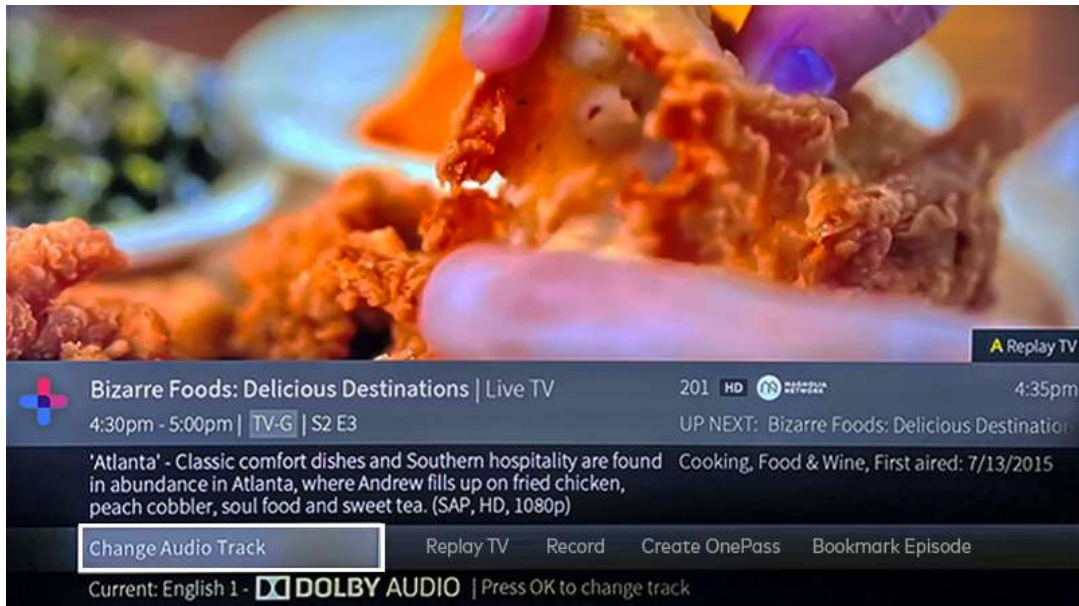 A Replay TV
Bizarre Foods: Delicious Destinations | Live TV
201 HD MAGNOLIA NETWORK 4:35pm
4:30pm - 5:00pm | TV-G | S2 E3
UP NEXT: Bizarre Foods: Delicious Destination
'Atlanta' - Classic comfort dishes and Southern hospitality are found
in abundance in Atlanta, where Andrew fills up on fried chicken,
peach cobbler, soul food and sweet tea. (SAP, HD, 1080p)
Cooking, Food & Wine, First aired: 7/13/2015
Change Audio Track Replay TV Record Create OnePass Bookmark Episode
Current: English 1 - DOLBY AUDIO | Press OK to change track